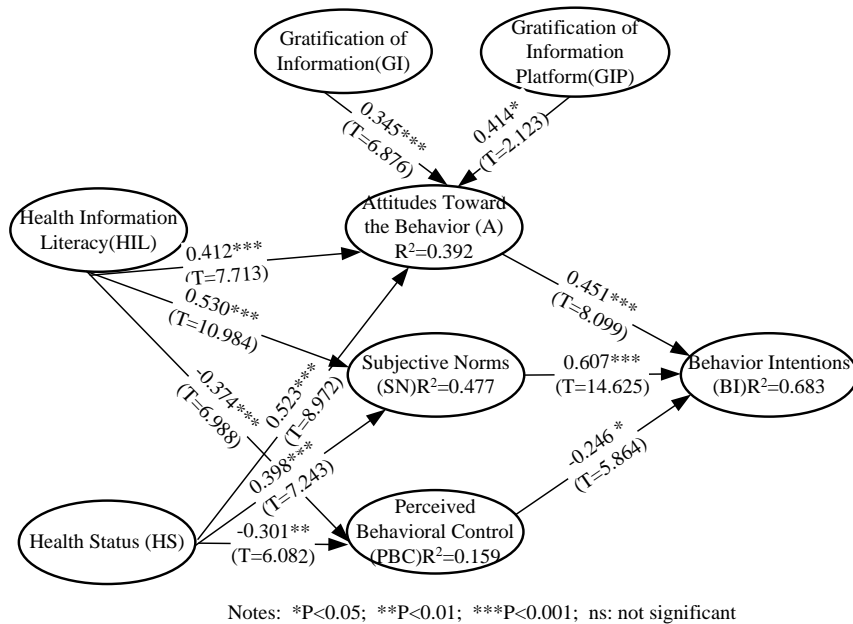 Gratification of
Information(GI)
Gratification of
Information
Platform(GIP)
0.345***
(T=6.876)
0.414*
(T=2.123)
Health Information
Literacy(HIL)
Attitudes Toward
the Behavior (A)
R²=0.392
0.412***
(T=7.713)
0.530***
(T=10.984)
0.451***
(T=8.099)
-0.374***
(T=6.988)
0.523***
(T=8.972)
Subjective Norms
(SN)R²=0.477
0.607***
(T=14.625)
Behavior Intentions
(BI)R²=0.683
0.398***
(T=7.243)
-0.246 *
(T=5.864)
Health Status (HS)
-0.301**
(T=6.082)
Perceived
Behavioral Control
(PBC)R²=0.159
Notes: *P<0.05; **P<0.01; ***P<0.001; ns: not significant